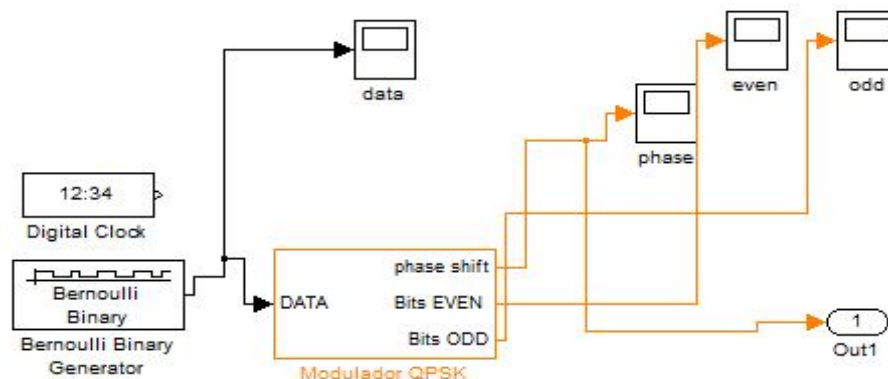 data
even
odd
phase
12:34
Digital Clock
Bernoulli
Binary
Bernoulli Binary
Generator
DATA
phase shift
Bits EVEN
Bits ODD
Modulador QPSK
1
Out1